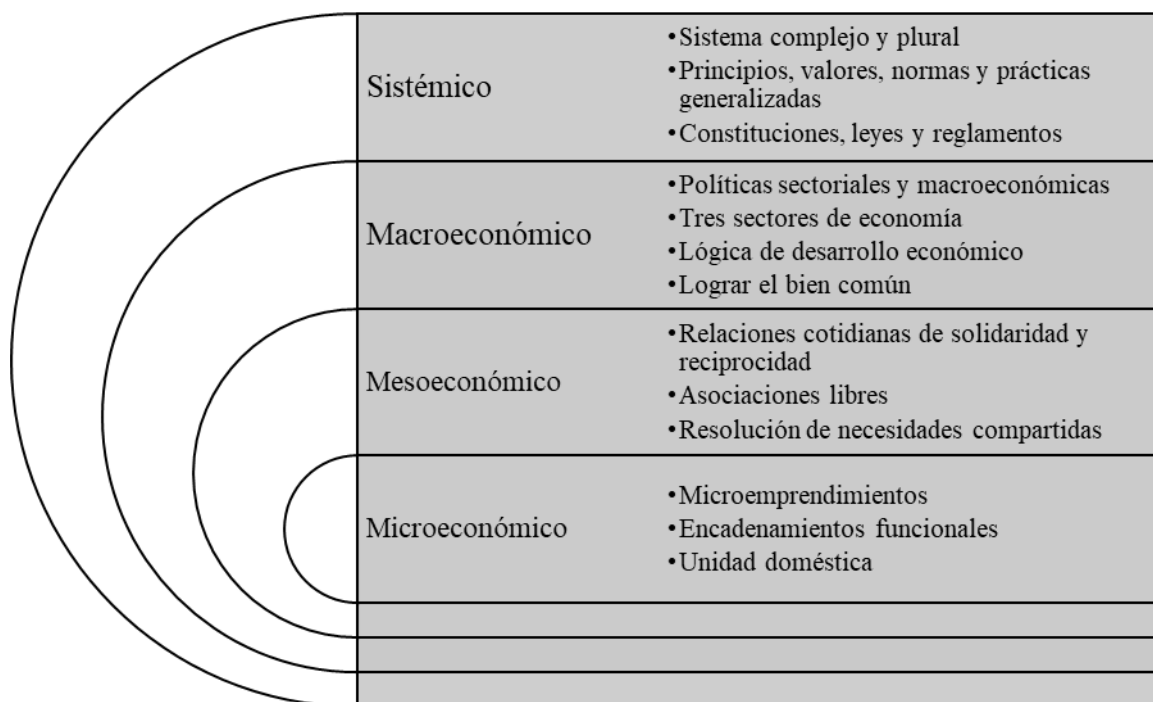 Sistémico
•Sistema complejo y plural
•Principios, valores, normas y prácticas
generalizadas
•Constituciones, leyes y reglamentos
Macroeconómico
•Políticas sectoriales y macroeconómicas
•Tres sectores de economía
•Lógica de desarrollo económico
•Lograr el bien común
Mesoeconómico
•Relaciones cotidianas de solidaridad y
reciprocidad
•Asociaciones libres
•Resolución de necesidades compartidas
Microeconómico
•Microemprendimientos
•Encadenamientos funcionales
•Unidad doméstica